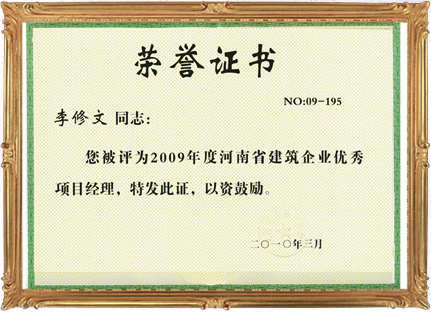 荣誉证书
NO:09-195
李修文 同志：
您被评为2009年度河南省建筑企业优秀
项目经理，特发此证，以资鼓励。
二〇一〇年三月